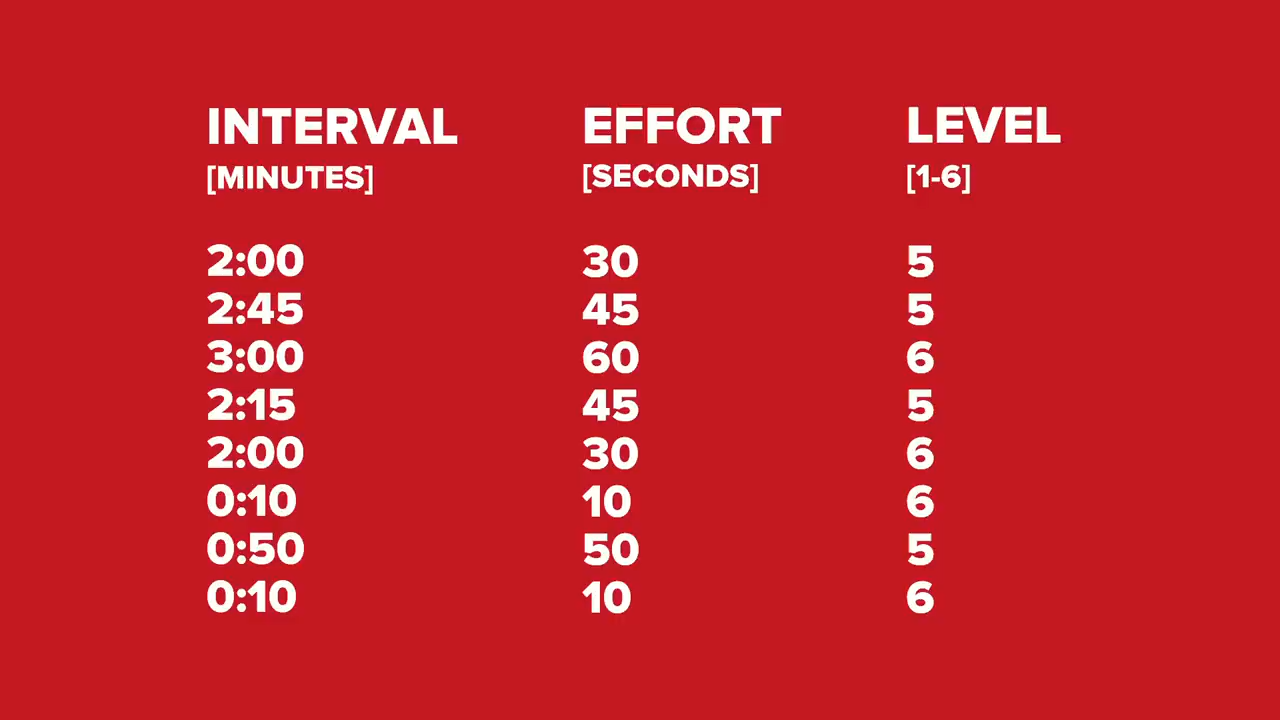 INTERVAL EFFORT LEVEL
[MINUTES] [SECONDS] [1-6]
2:00 30 5
2:45 45 5
3:00 60 6
2:15 45 5
2:00 30 6
0:10 10 6
0:50 50 5
0:10 10 6